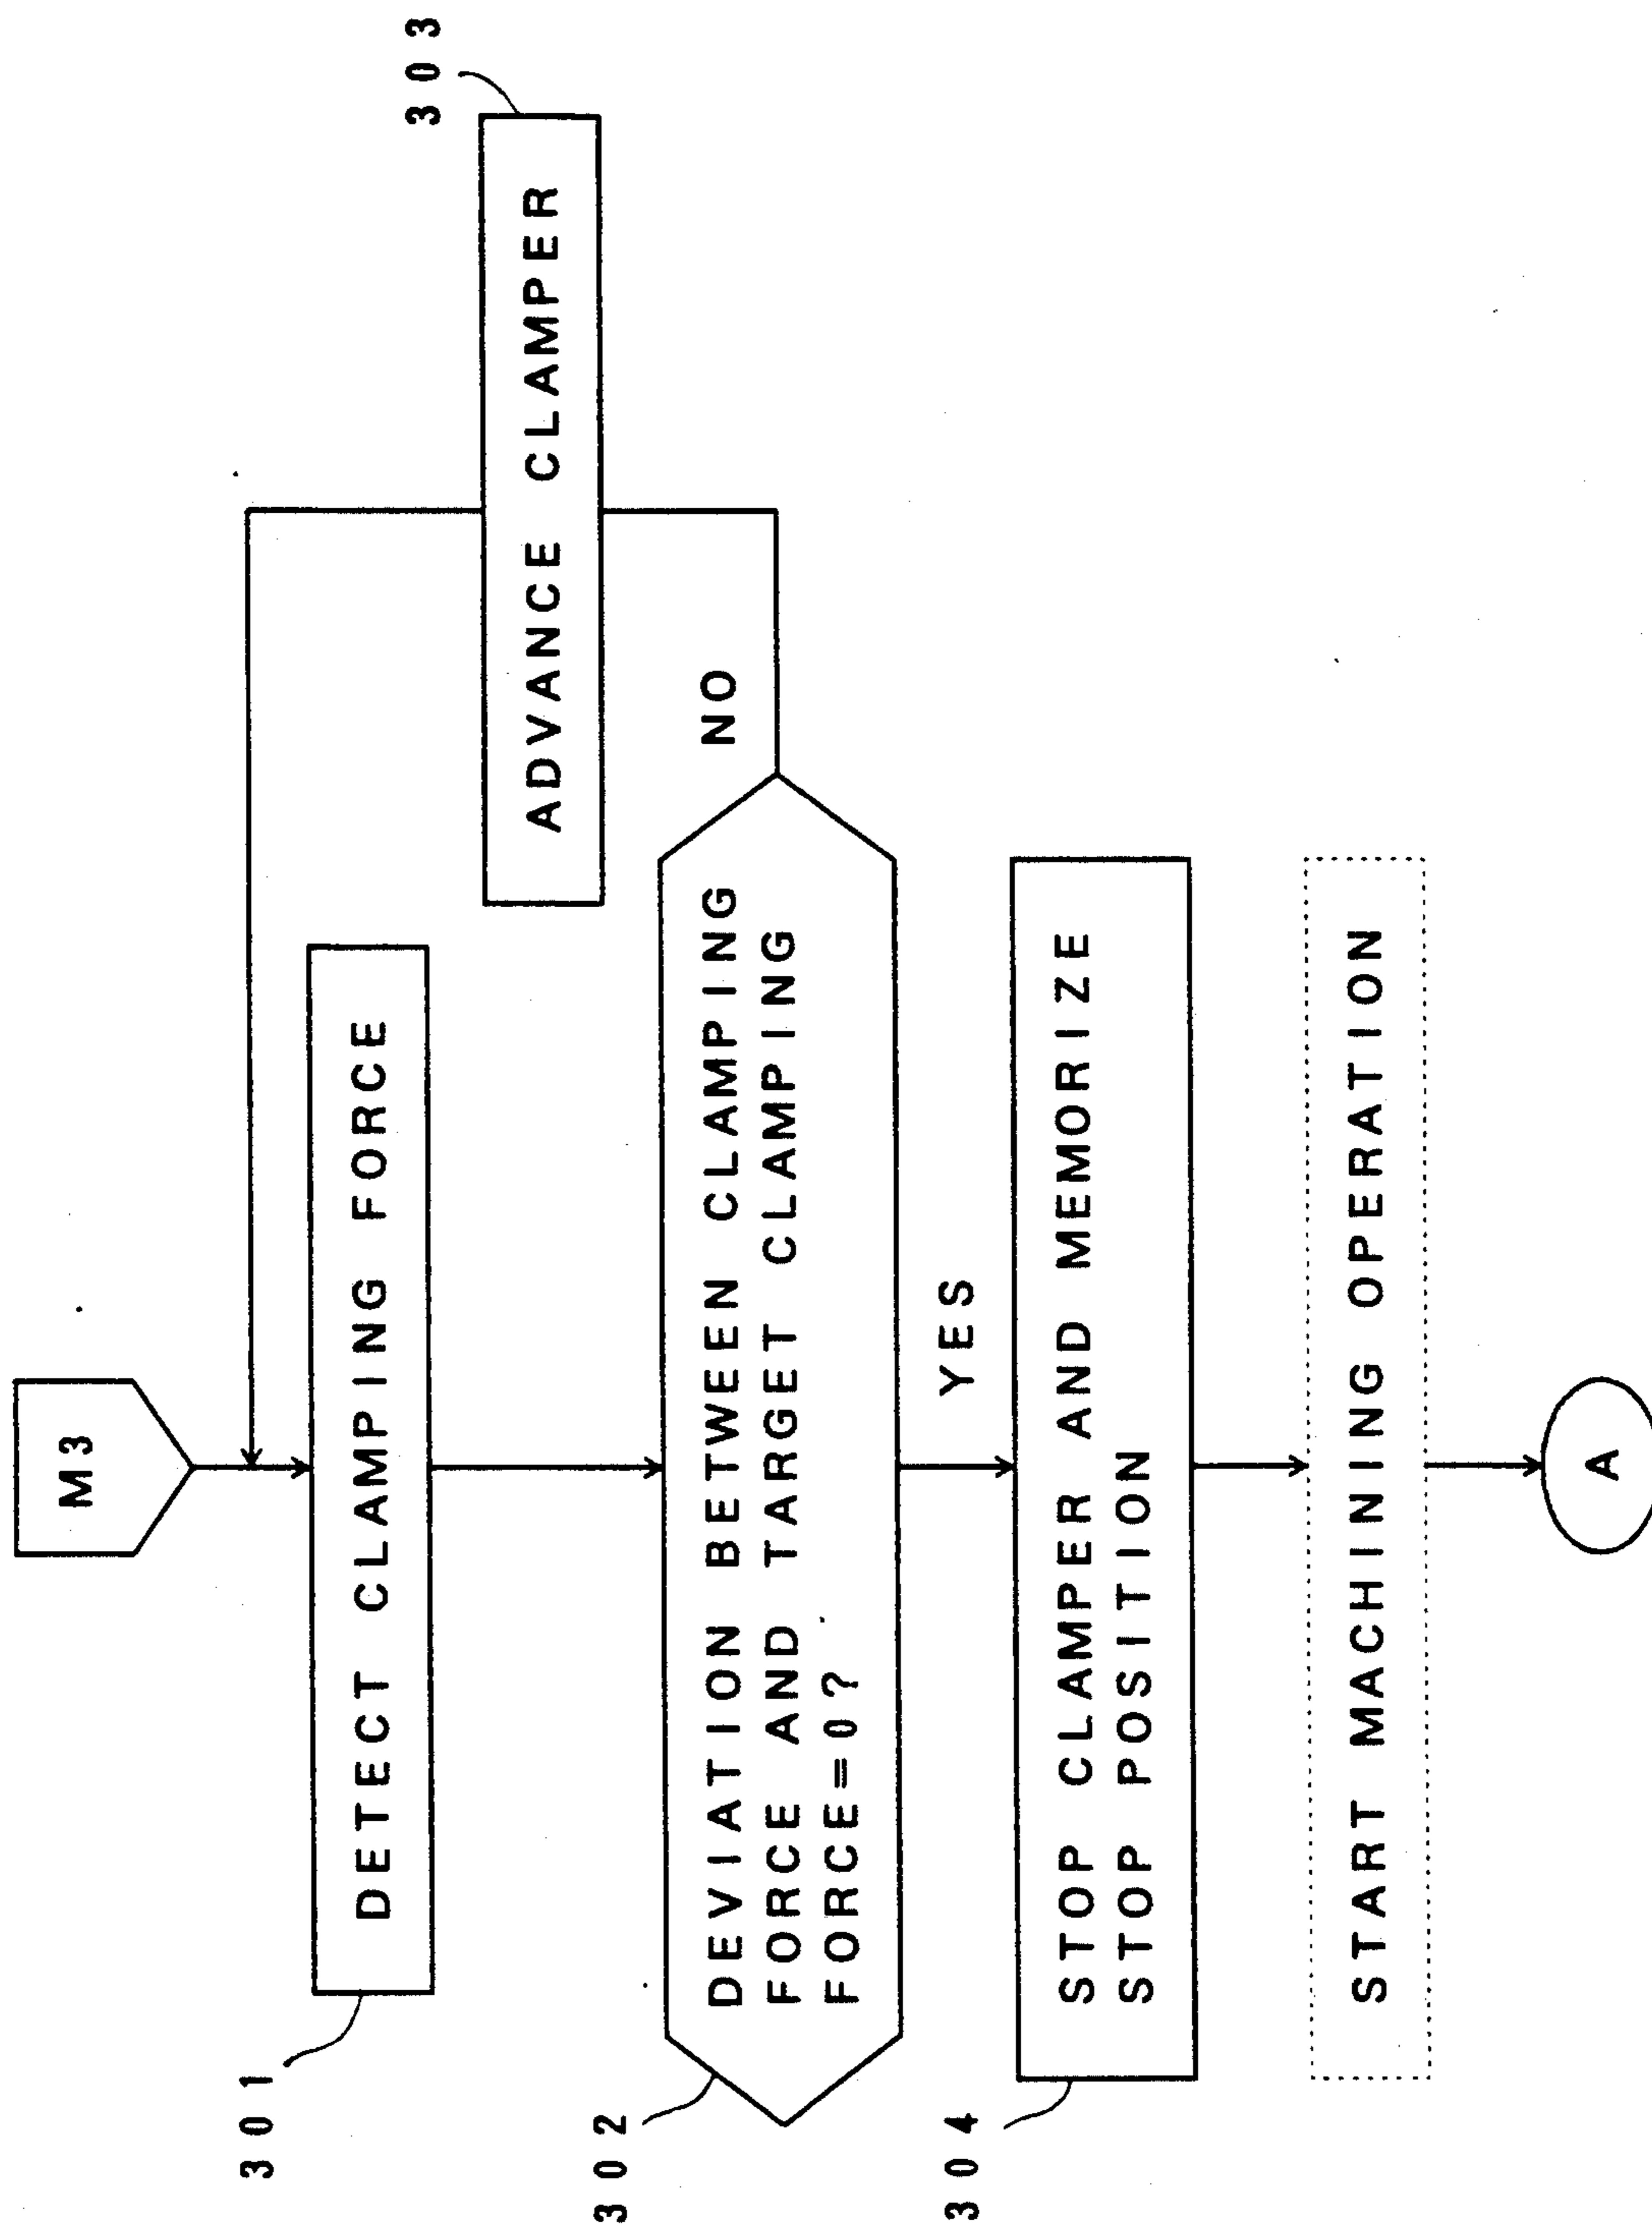 M3
301
DETECT CLAMPING FORCE
303
ADVANCE CLAMPER
302
DEVIATION BETWEEN CLAMPING
FORCE AND TARGET CLAMPING
FORCE=0?
NO
YES
304
STOP CLAMPER AND MEMORIZE
STOP POSITION
START MACHINING OPERATION
A